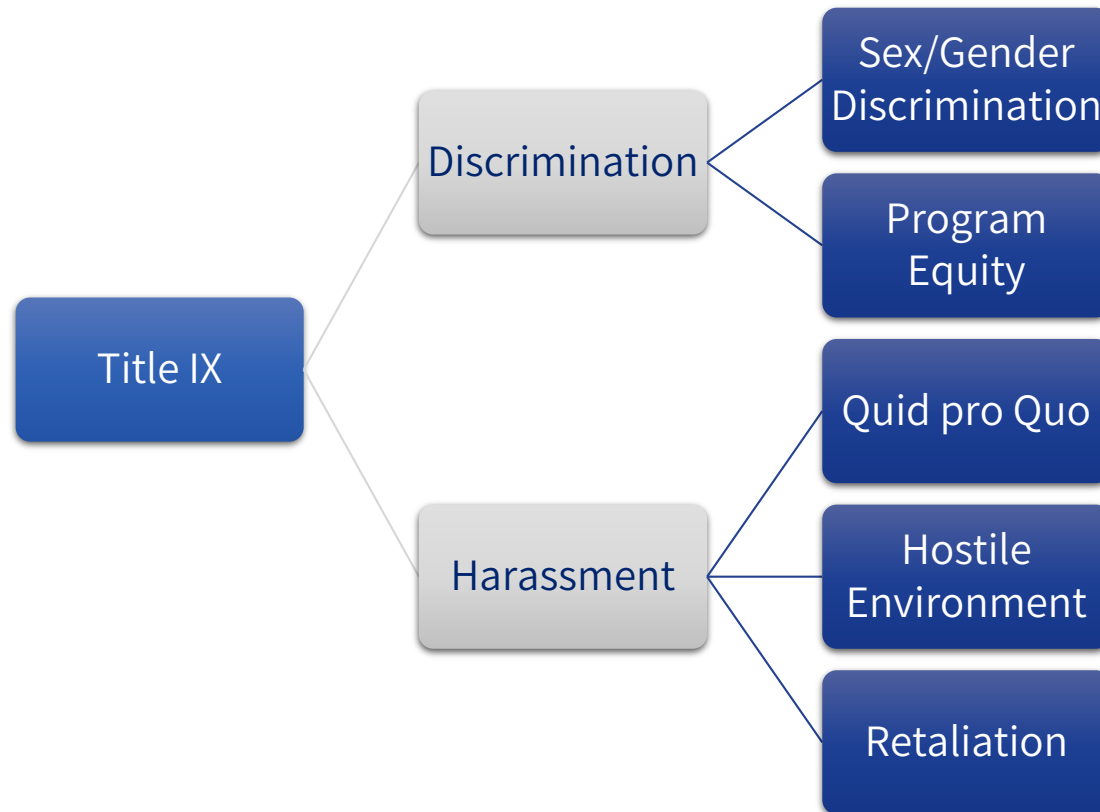 Title IX
Discrimination
Sex/Gender
Discrimination
Program
Equity
Harassment
Quid pro Quo
Hostile
Environment
Retaliation